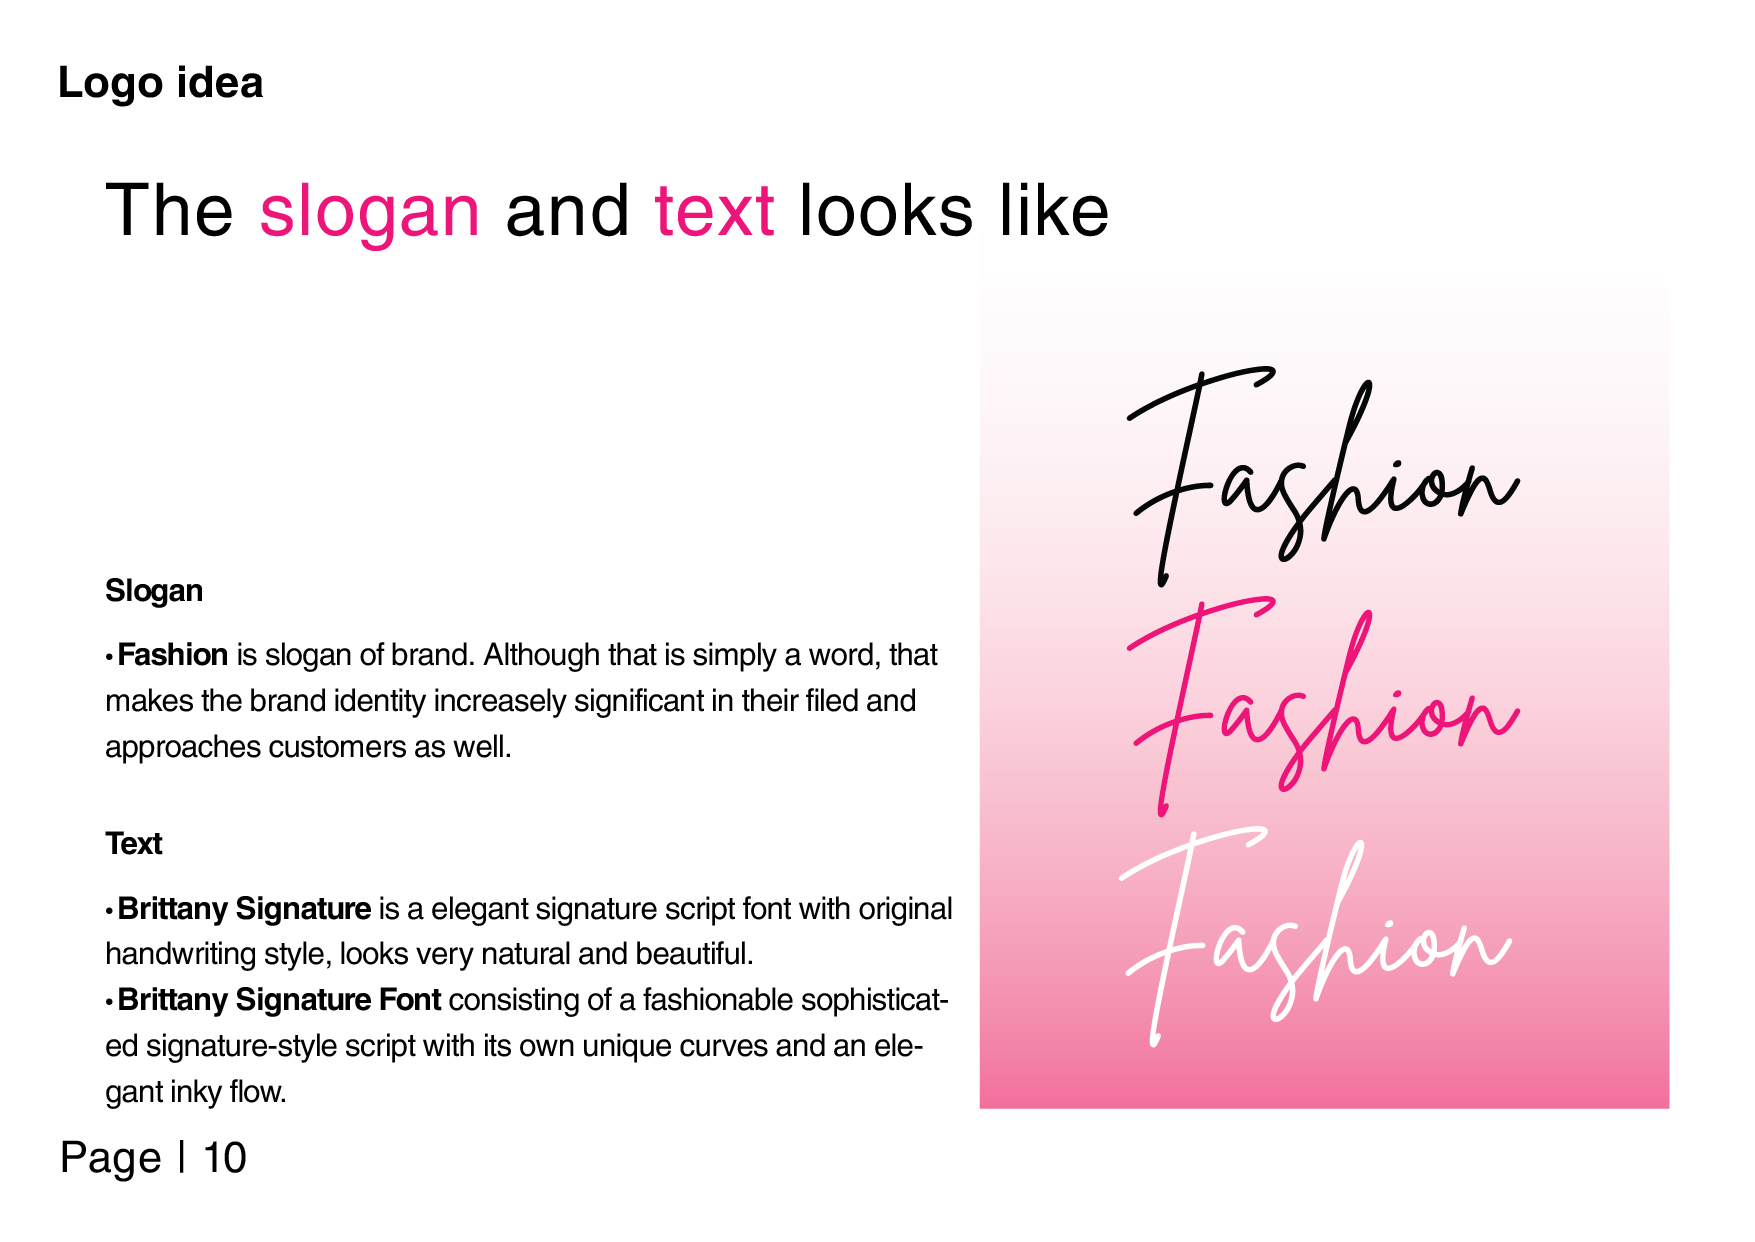 Logo idea
The slogan and text looks like
Fashion
Fashion
Fashion
Slogan
• Fashion is slogan of brand. Although that is simply a word, that
makes the brand identity increasely significant in their filed and
approaches customers as well.
Text
• Brittany Signature is a elegant signature script font with original
handwriting style, looks very natural and beautiful.
• Brittany Signature Font consisting of a fashionable sophisticat-
ed signature-style script with its own unique curves and an ele-
gant inky flow.
Page | 10